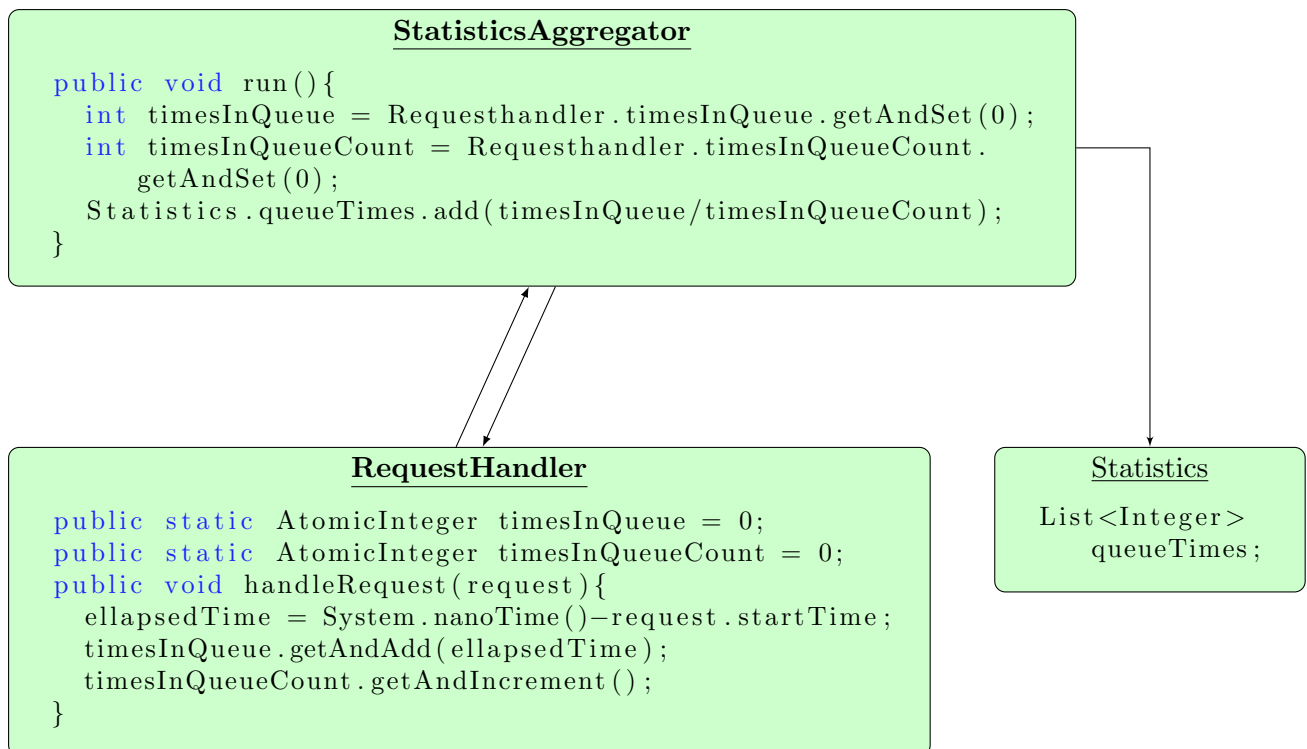 StatisticsAggregator
public void run(){
int timesInQueue = Requesthandler.timesInQueue.getAndSet(0);
int timesInQueueCount = Requesthandler.timesInQueueCount.
getAndSet(0);
Statistics.queueTimes.add(timesInQueue/timesInQueueCount);
}
RequestHandler
public static AtomicInteger timesInQueue = 0;
public static AtomicInteger timesInQueueCount = 0;
public void handleRequest(request){
ellapsedTime = System.nanoTime()−request.startTime;
timesInQueue.getAndAdd(ellapsedTime);
timesInQueueCount.getAndIncrement();
}
Statistics
List<Integer>
queueTimes;